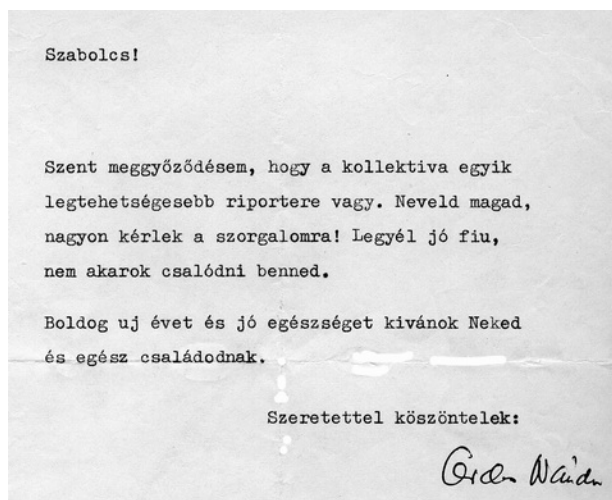 Szabolcs!
Szent meggyőződésem, hogy a kollektiva egyik
legtehetségesebb riportere vagy. Neveld magad,
nagyon kérlek a szorgalomra! Legyél jó fiu,
nem akarok csalódni benned.
Boldog uj évet és jó egészséget kivánok Neked
és egész családodnak.
Szeretettel köszöntelek: